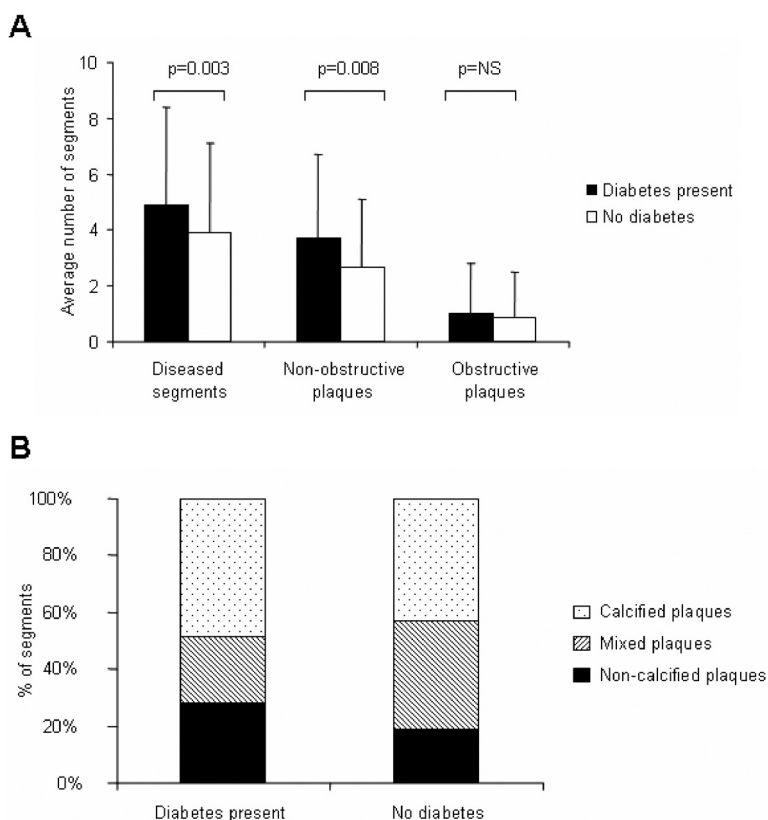 A
p=0.003 p=0.008 p=NS
10
8
6
4
2
0
Average number of segments
Diabetes present
No diabetes
Diseased segments
Non-obstructive plaques
Obstructive plaques
B
100%
80%
60%
40%
20%
0%
% of segments
Calcified plaques
Mixed plaques
Non-calcified plaques
Diabetes present No diabetes